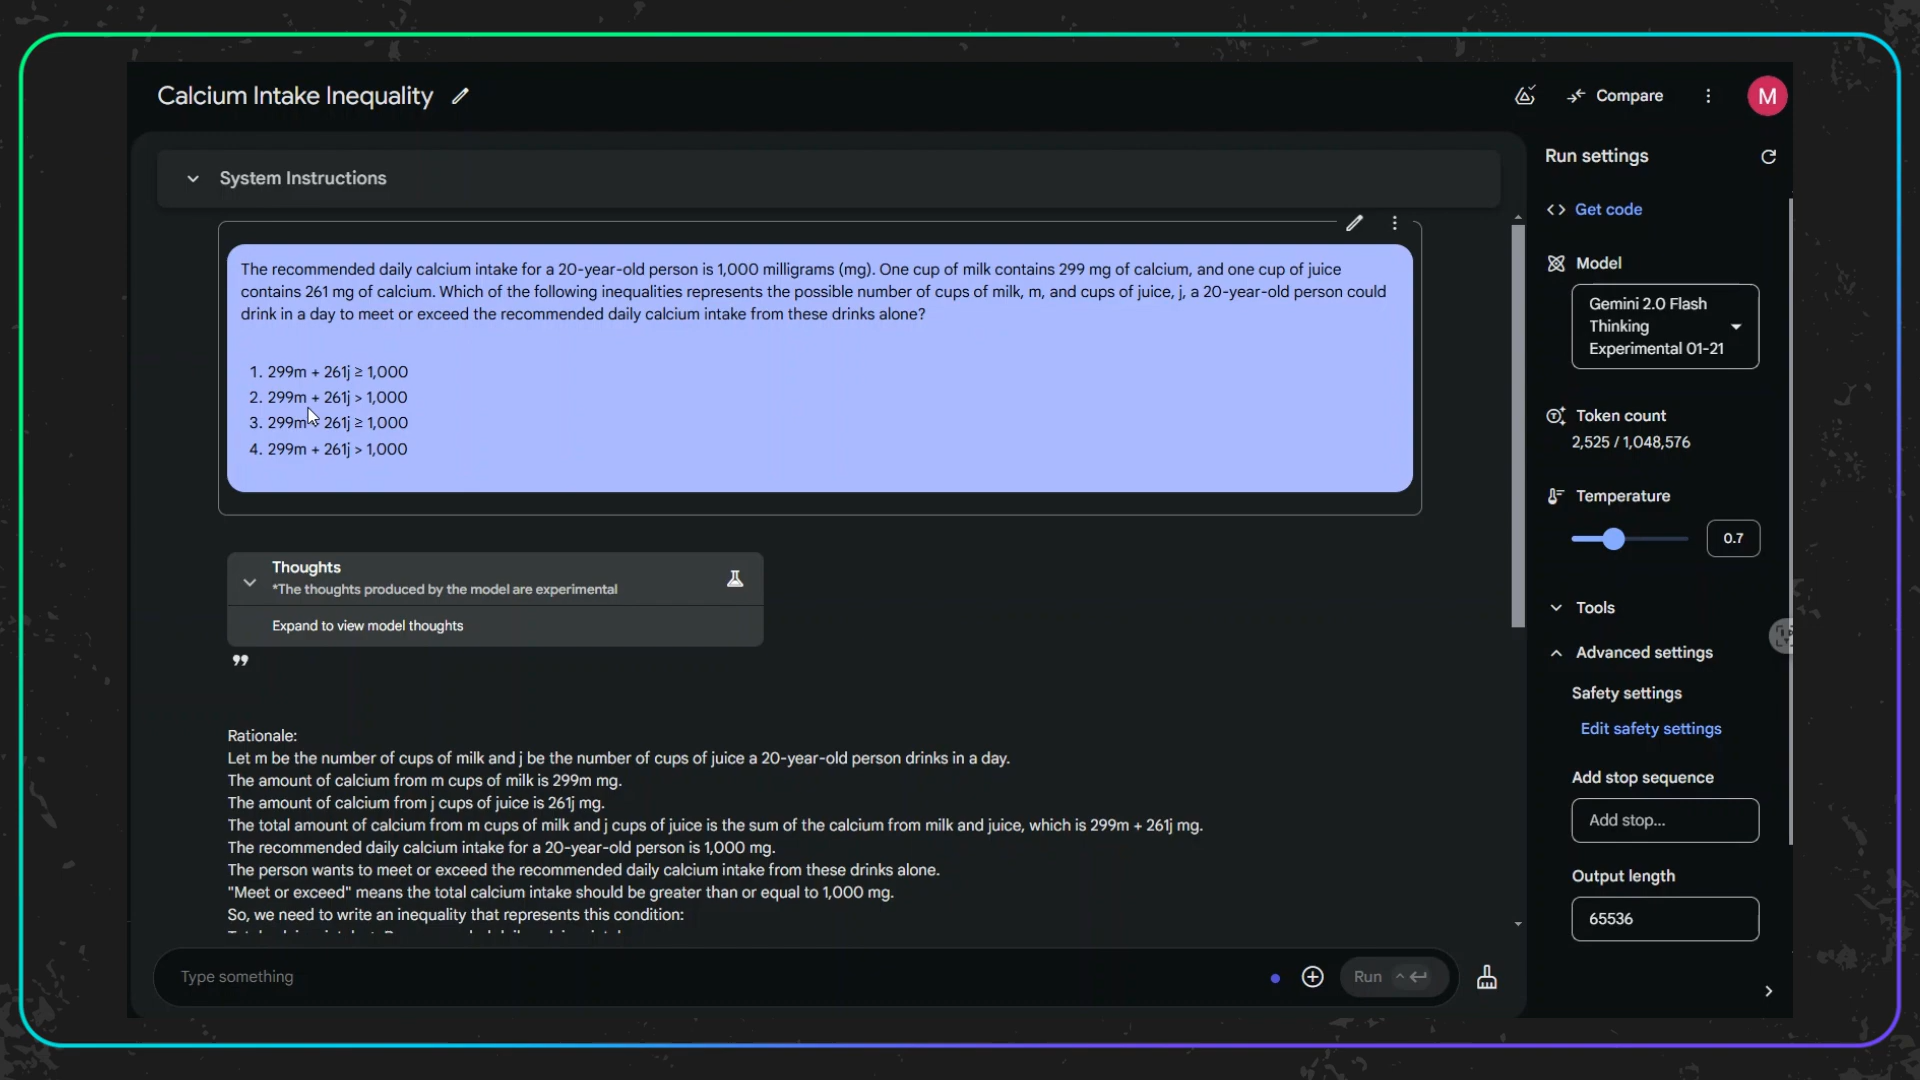 Calcium Intake Inequality
Compare
M
System Instructions
The recommended daily calcium intake for a 20-year-old person is 1,000 milligrams (mg). One cup of milk contains 299 mg of calcium, and one cup of juice
contains 261 mg of calcium. Which of the following inequalities represents the possible number of cups of milk, m, and cups of juice, j, a 20-year-old person could
drink in a day to meet or exceed the recommended daily calcium intake from these drinks alone?
1. 299m + 261j ≥ 1,000
2. 299m + 261j > 1,000
3. 299m + 261j ≥ 1,000
4. 299m + 261j > 1,000
Thoughts
*The thoughts produced by the model are experimental
Expand to view model thoughts
Rationale:
Let m be the number of cups of milk and j be the number of cups of juice a 20-year-old person drinks in a day.
The amount of calcium from m cups of milk is 299m mg.
The amount of calcium from j cups of juice is 261j mg.
The total amount of calcium from m cups of milk and j cups of juice is the sum of the calcium from milk and juice, which is 299m + 261j mg.
The recommended daily calcium intake for a 20-year-old person is 1,000 mg.
The person wants to meet or exceed the recommended daily calcium intake from these drinks alone.
"Meet or exceed" means the total calcium intake should be greater than or equal to 1,000 mg.
So, we need to write an inequality that represents this condition:
Type something
Run
Run settings
Get code
Model
Gemini 2.0 Flash
Thinking
Experimental 01-21
Token count
2,525 / 1,048,576
Temperature
0.7
Tools
Advanced settings
Safety settings
Edit safety settings
Add stop sequence
Add stop...
Output length
65536